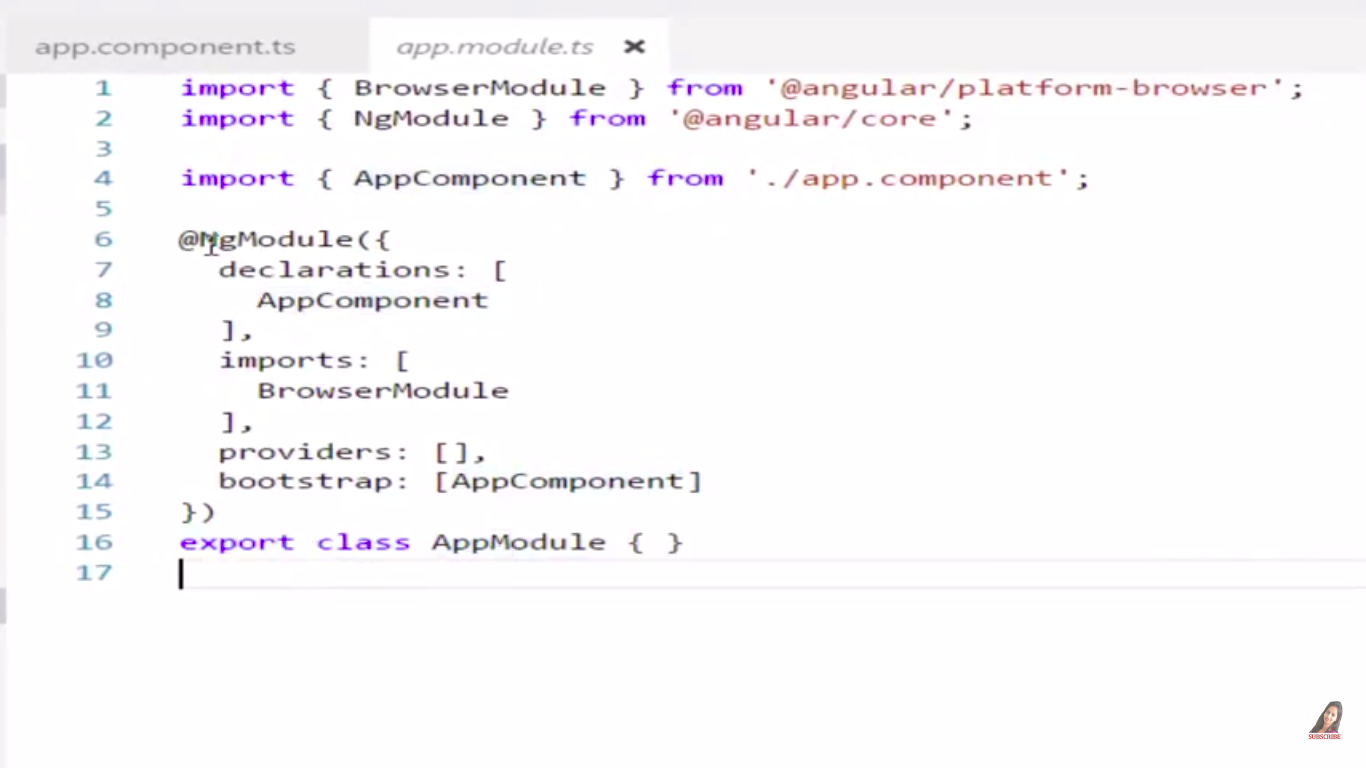 app.component.ts app.module.ts ×
1 import { BrowserModule } from '@angular/platform-browser';
2 import { NgModule } from '@angular/core';
3
4 import { AppComponent } from './app.component';
5
6 @NgModule({
7 declarations: [
8 AppComponent
9 ],
10 imports: [
11 BrowserModule
12 ],
13 providers: [],
14 bootstrap: [AppComponent]
15 })
16 export class AppModule { }
17
SUBSCRIBE